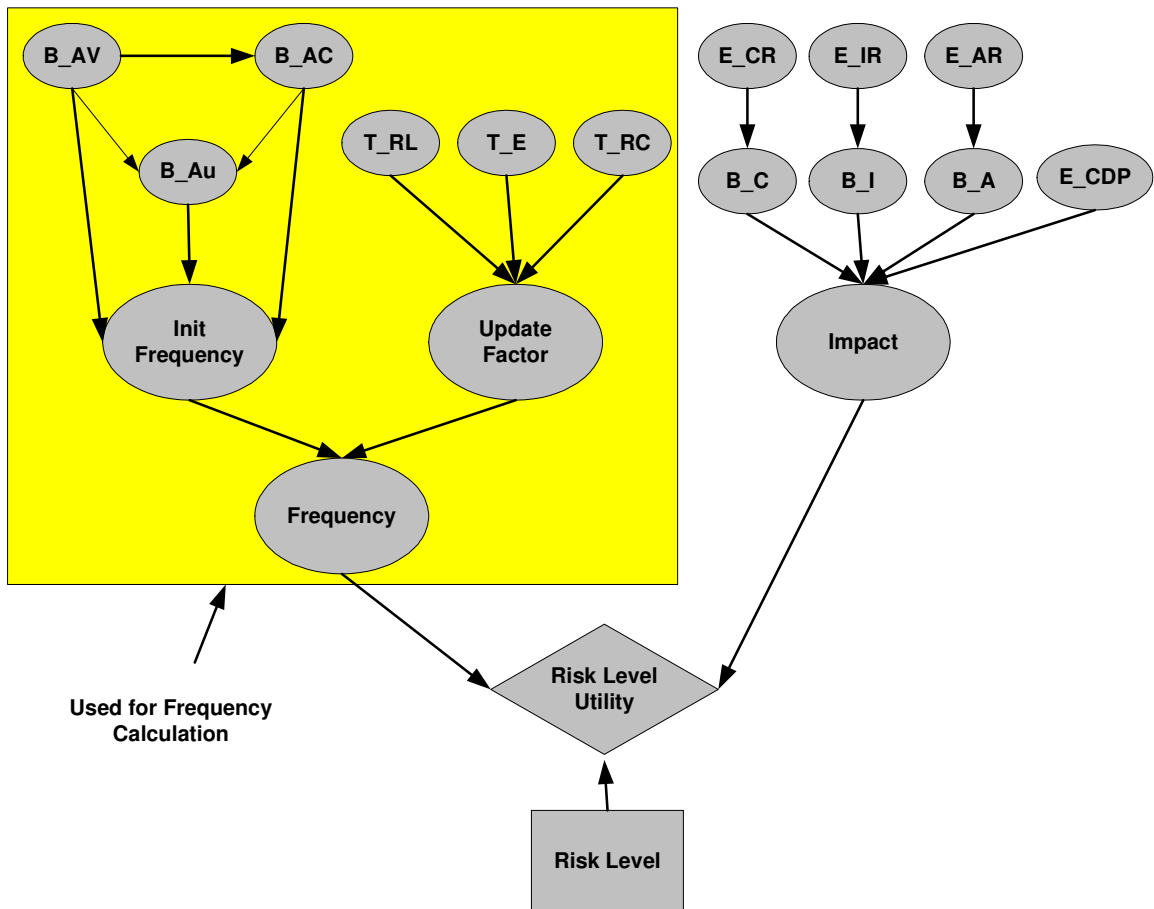 B_AV
B_AC
E_CR
E_IR
E_AR
B_Au
T_RL
T_E
T_RC
B_C
B_I
B_A
E_CDP
Init
Frequency
Update
Factor
Impact
Frequency
Risk Level
Utility
Used for Frequency
Calculation
Risk Level